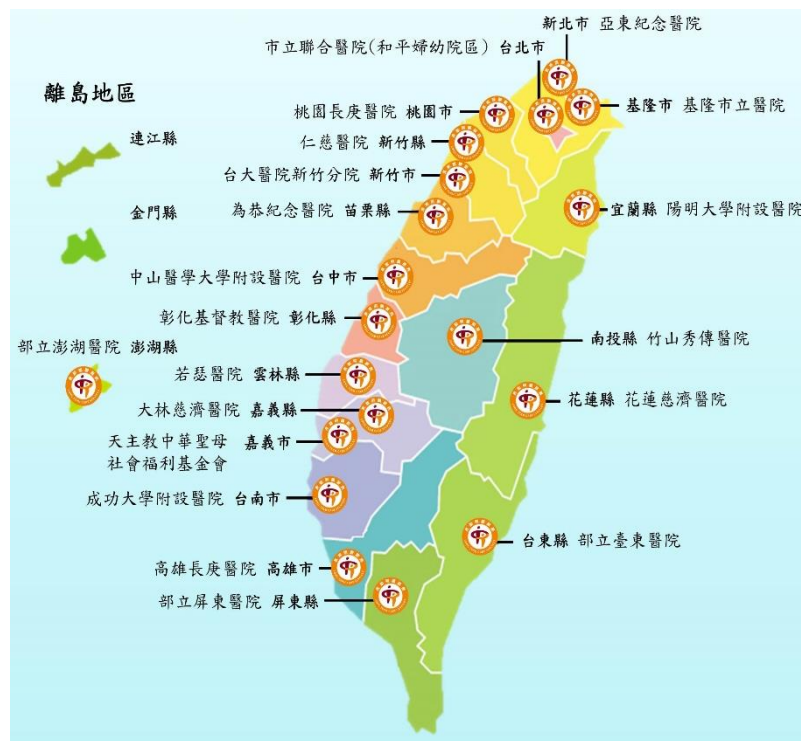 新北市 亞東紀念醫院
市立聯合醫院(和平婦幼院區) 台北市
離島地區
桃園長庚醫院 桃園市
基隆市 基隆市立醫院
連江縣
仁慈醫院 新竹縣
台大醫院新竹分院 新竹市
金門縣
為恭紀念醫院 苗栗縣
宜蘭縣 陽明大學附設醫院
中山醫學大學附設醫院 台中市
彰化基督教醫院 彰化縣
南投縣 竹山秀傳醫院
部立澎湖醫院 澎湖縣
若瑟醫院 雲林縣
花蓮縣 花蓮慈濟醫院
大林慈濟醫院 嘉義縣
天主教中華聖母 嘉義市
社會福利基金會
成功大學附設醫院 台南市
台東縣 部立臺東醫院
高雄長庚醫院 高雄市
部立屏東醫院 屏東縣